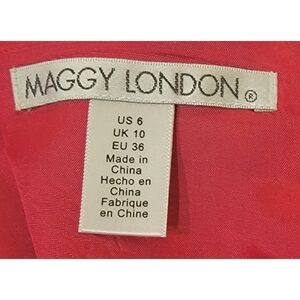 MAGGY LONDON ®
US 6
UK 10
EU 36
Made in
China
Hecho en
China
Fabrique
en Chine